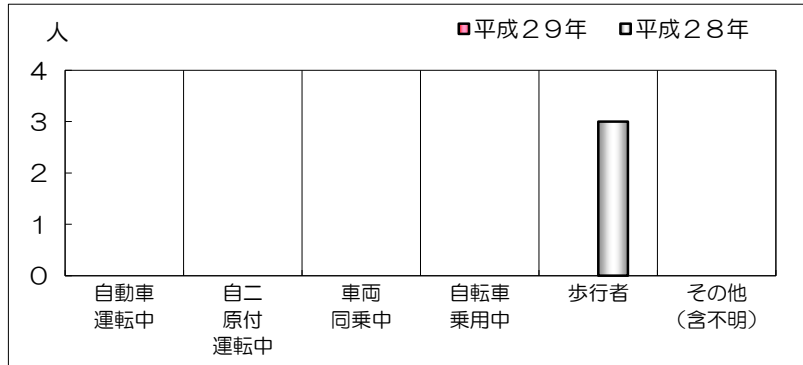 人
■平成２９年 □平成２８年
4
3
2
1
0
自動車
運転中
自二
原付
運転中
車両
同乗中
自転車
乗用中
歩行者
その他
（含不明）